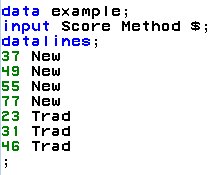 data example;
input Score Method $;
datalines;
37 New
49 New
55 New
77 New
23 Trad
31 Trad
46 Trad
;